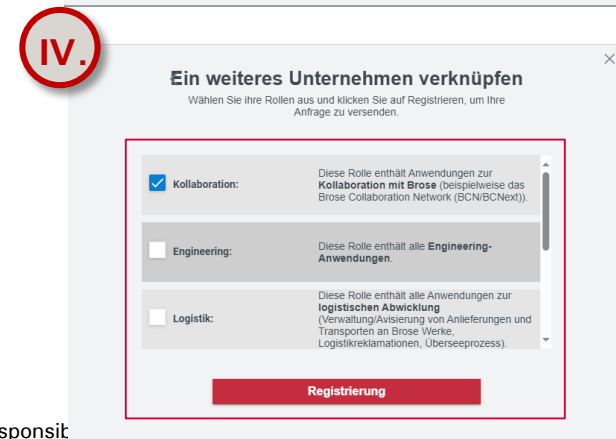 IV.
Ein weiteres Unternehmen verknüpfen
Wählen Sie ihre Rollen aus und klicken Sie auf Registrieren, um Ihre
Anfrage zu versenden.
Kollaboration:
Diese Rolle enthält Anwendungen zur
Kollaboration mit Brose (beispielweise das
Brose Collaboration Network (BCN/BCNext)).
Engineering:
Diese Rolle enthält alle Engineering-
Anwendungen.
Logistik:
Diese Rolle enthält alle Anwendungen zur
logistischen Abwicklung
(Verwaltung/Avisierung von Anlieferungen und
Transporten an Brose Werke,
Logistikreklamationen, Überseeprozess).
Registrierung